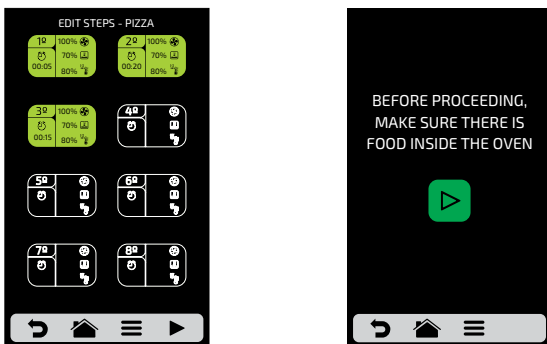 EDIT STEPS - PIZZA
1º 100%
70%
00:05 80%
2º 100%
70%
00:20 80%
3º 100%
70%
00:15 80%
4º
5º
6º
7º
8º
BEFORE PROCEEDING,
MAKE SURE THERE IS
FOOD INSIDE THE OVEN